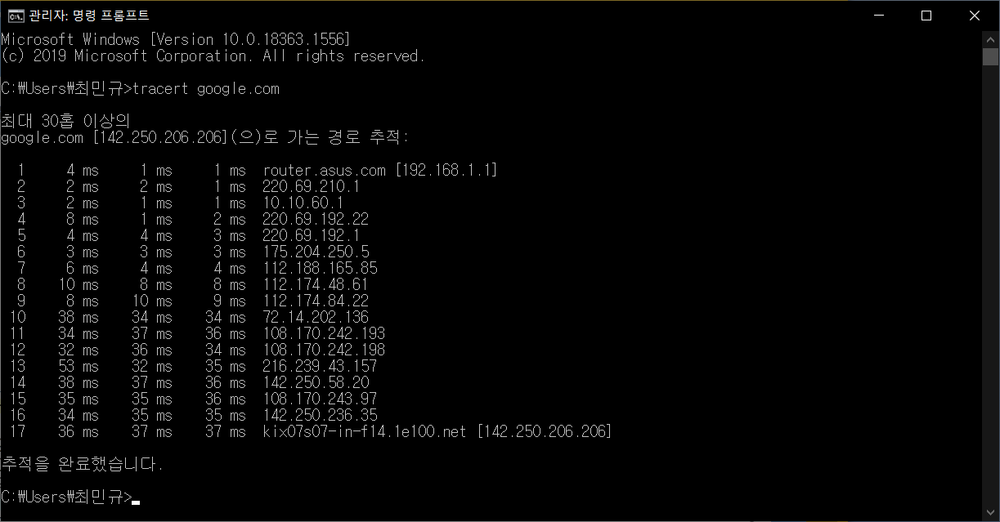 관리자: 명령 프롬프트
Microsoft Windows [Version 10.0.18363.1556]
(c) 2019 Microsoft Corporation. All rights reserved.
C:₩Users₩최민규>tracert google.com
최대 30홉 이상의
google.com [142.250.206.206](으)로 가는 경로 추적:
1 4 ms 1 ms 1 ms router.asus.com [192.168.1.1]
2 2 ms 2 ms 1 ms 220.69.210.1
3 2 ms 1 ms 1 ms 10.10.60.1
4 8 ms 1 ms 2 ms 220.69.192.22
5 4 ms 4 ms 3 ms 220.69.192.1
6 3 ms 3 ms 3 ms 175.204.250.5
7 6 ms 4 ms 4 ms 112.188.165.85
8 10 ms 8 ms 8 ms 112.174.48.61
9 8 ms 10 ms 9 ms 112.174.84.22
10 38 ms 34 ms 34 ms 72.14.202.136
11 34 ms 37 ms 36 ms 108.170.242.193
12 32 ms 36 ms 34 ms 108.170.242.198
13 53 ms 32 ms 35 ms 216.239.43.157
14 38 ms 37 ms 36 ms 142.250.58.20
15 35 ms 35 ms 36 ms 108.170.243.97
16 34 ms 35 ms 35 ms 142.250.236.35
17 36 ms 37 ms 37 ms kix07s07-in-f14.1e100.net [142.250.206.206]
추적을 완료했습니다.
C:₩Users₩최민규>